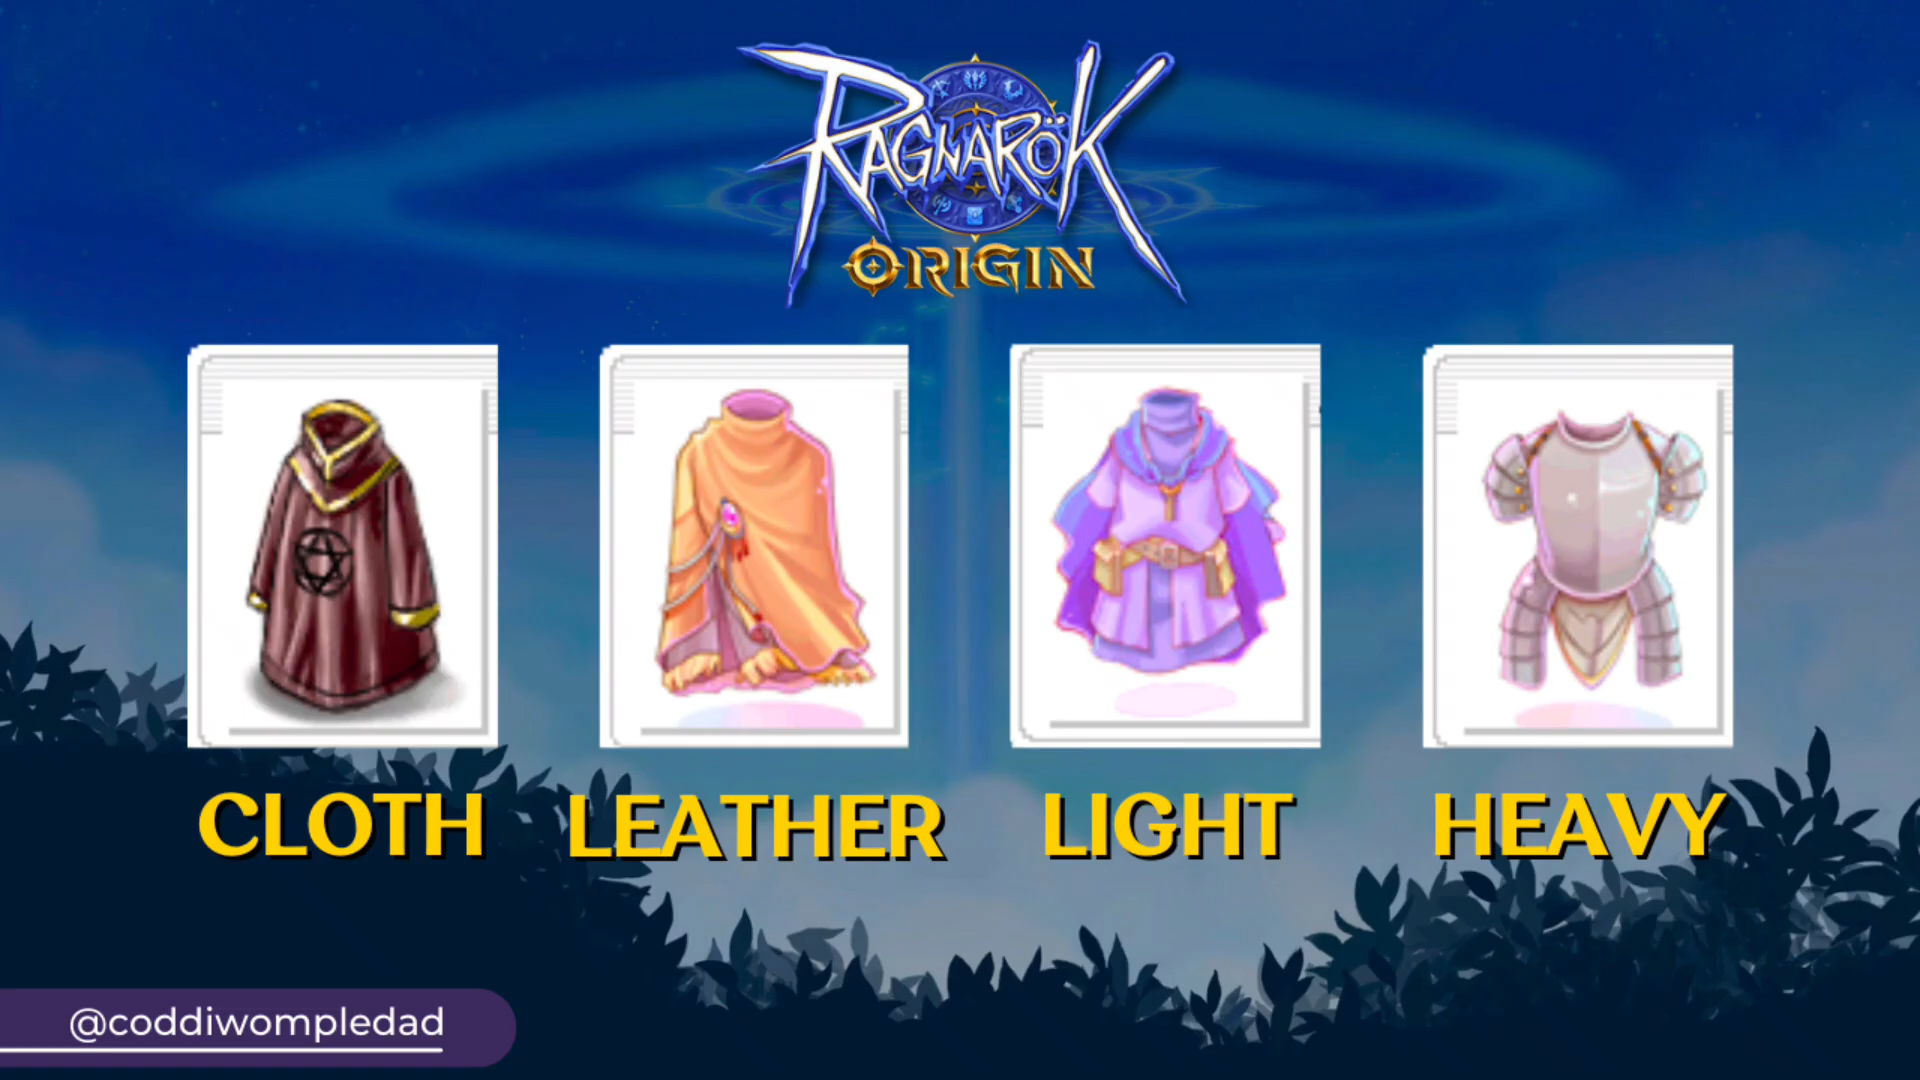 RAGNARÖK
ORIGIN
CLOTH
LEATHER
LIGHT
HEAVY
@coddiwompledad